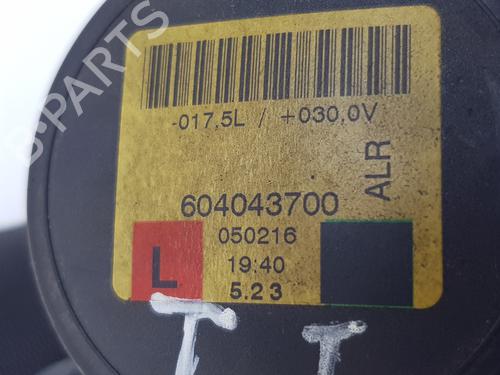 B-PARTS
-017,5L / +030,0V
ALR
604043700
050216
L
19:40
5.23
I I